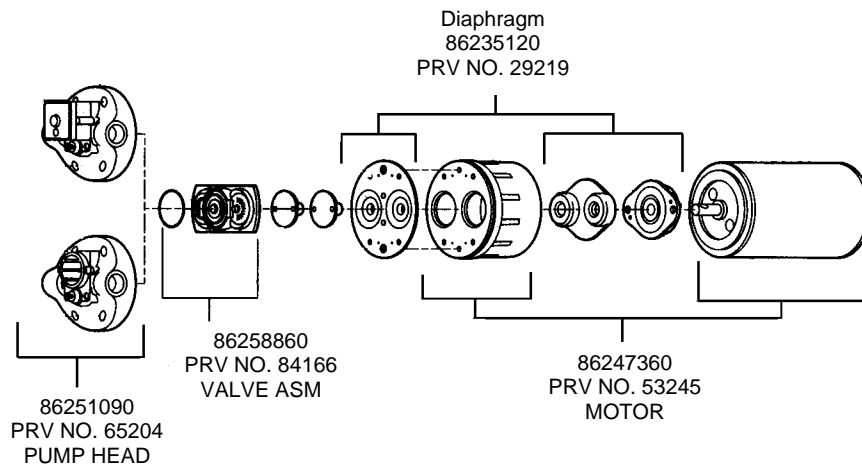 Diaphragm
86235120
PRV NO. 29219
86258860
PRV NO. 84166
VALVE ASM
86247360
PRV NO. 53245
MOTOR
86251090
PRV NO. 65204
PUMP HEAD